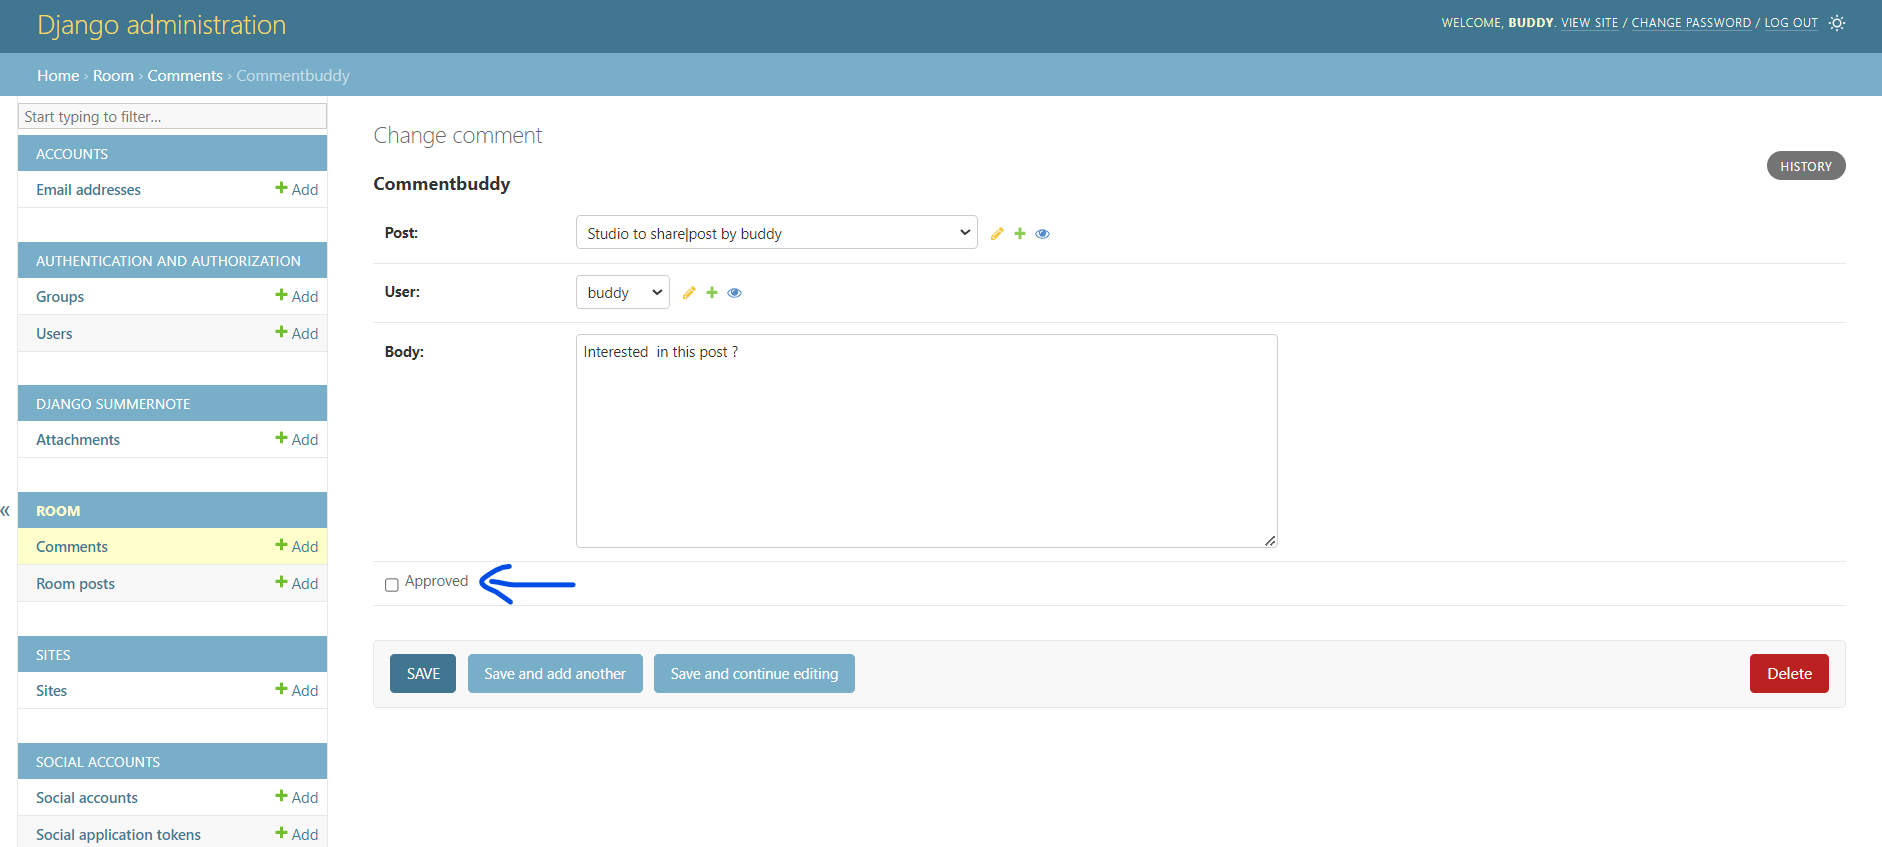 Django administration
WELCOME, BUDDY. VIEW SITE / CHANGE PASSWORD / LOG OUT
Home › Room › Comments › Commentbuddy
Start typing to filter...
ACCOUNTS
Email addresses Add
AUTHENTICATION AND AUTHORIZATION
Groups Add
Users Add
DJANGO SUMMERNOTE
Attachments Add
«
ROOM
Comments Add
Room posts Add
SITES
Sites Add
SOCIAL ACCOUNTS
Social accounts Add
Social application tokens Add
Change comment
HISTORY
Commentbuddy
Post: Studio to share|post by buddy
User: buddy
Body: Interested  in this post ?
Approved
SAVE Save and add another Save and continue editing Delete